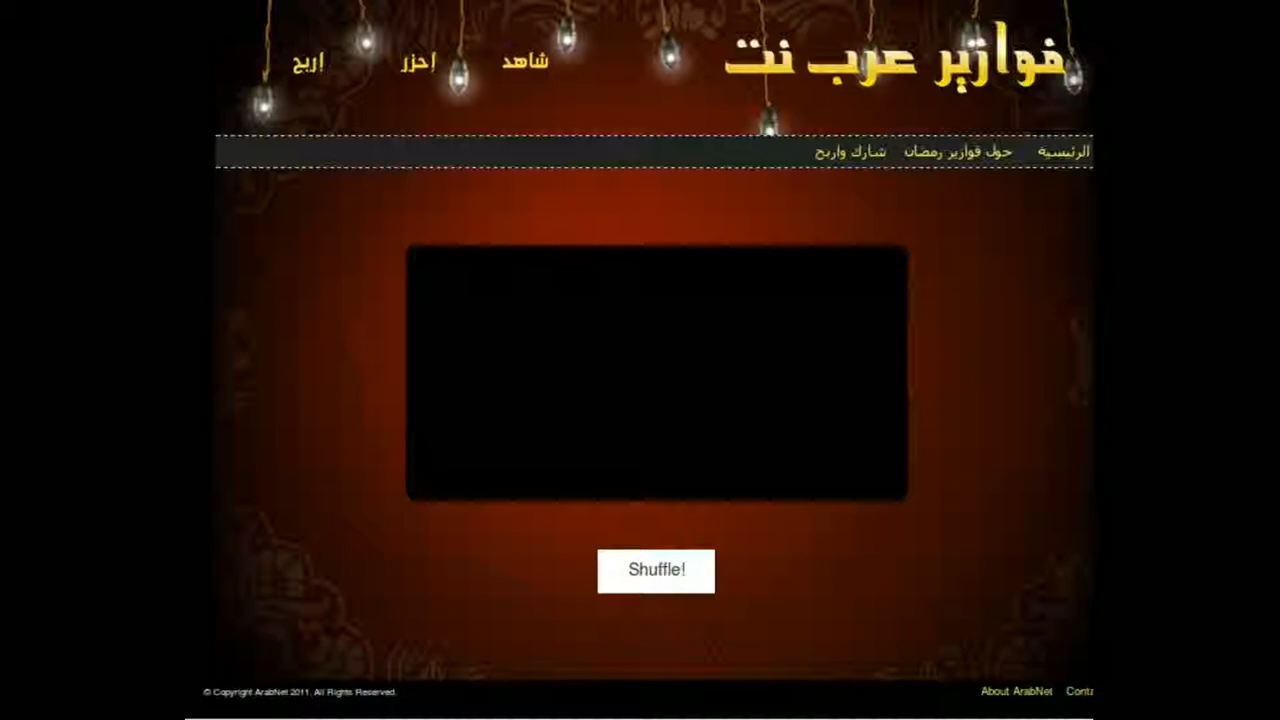 فوازير عرب نت
شاهد إحزر إربح
الرئيسية حول فوازير رمضان شارك واربح
Shuffle!
© Copyright ArabNet 2011, All Rights Reserved.
About ArabNet